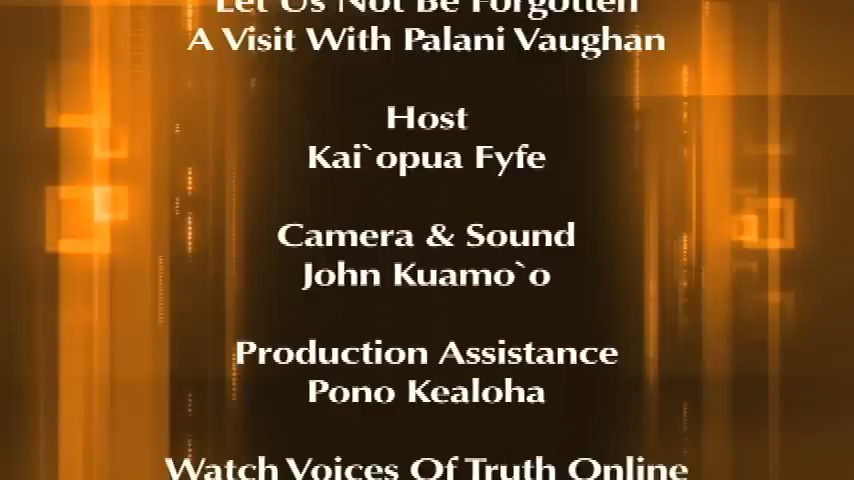 Let Us Not Be Forgotten
A Visit With Palani Vaughan
Host
Kai`opua Fyfe
Camera & Sound
John Kuamo`o
Production Assistance
Pono Kealoha
Watch Voices Of Truth Online